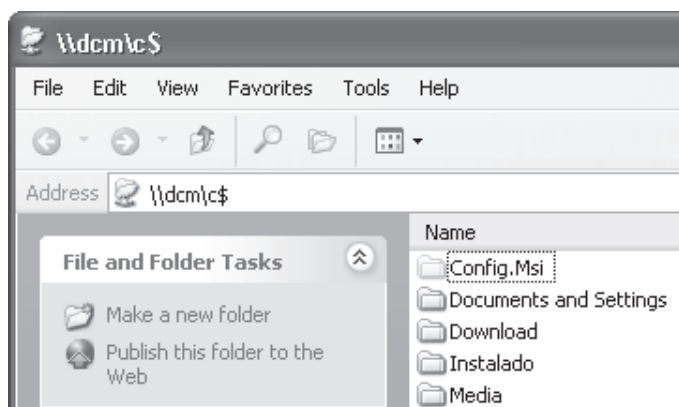 \\dcm\c$
File Edit View Favorites Tools Help
Address \\dcm\c$
File and Folder Tasks
Make a new folder
Publish this folder to the
Web
Name
Config.Msi
Documents and Settings
Download
Instalado
Media